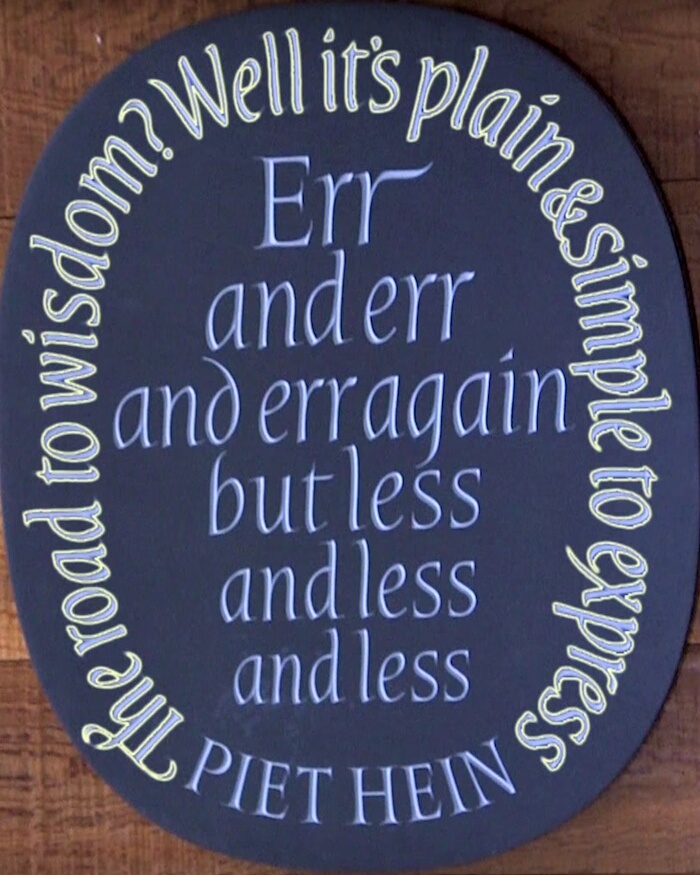 The road to wisdom? Well it's plain & simple to express
Err
and err
and err again
but less
and less
and less
PIET HEIN